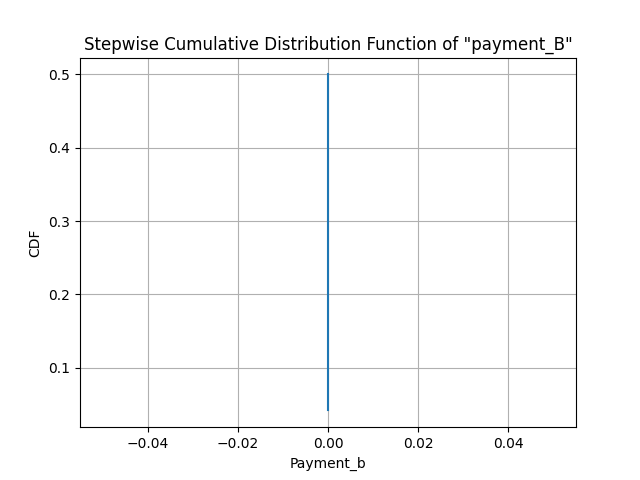 Stepwise Cumulative Distribution Function of "payment_B"
0.5
0.4
0.3
0.2
0.1
CDF
−0.04 −0.02 0.00 0.02 0.04
Payment_b